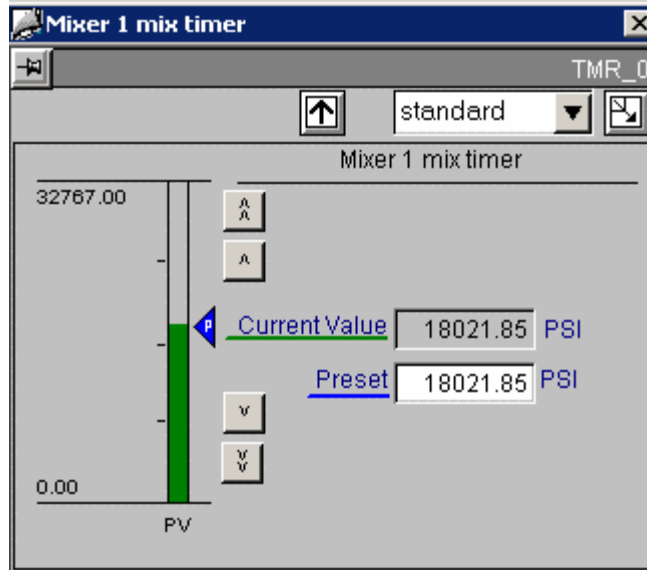 Mixer 1 mix timer
TMR_0
standard
Mixer 1 mix timer
32767.00
P
Current Value 18021.85 PSI
Preset 18021.85 PSI
0.00
PV